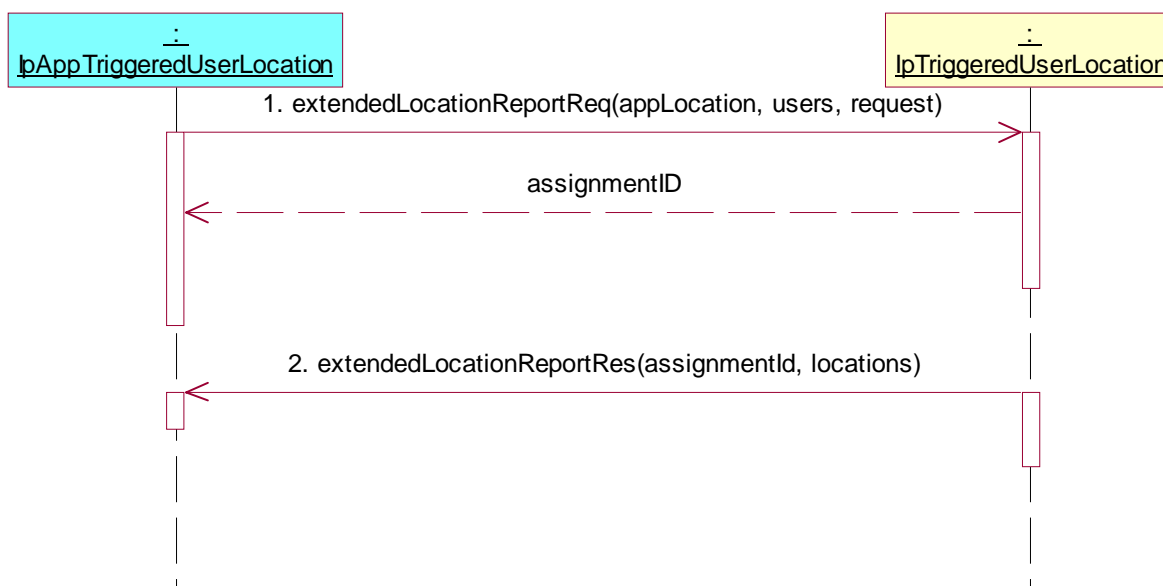 :
IpAppTriggeredUserLocation
:
IpTriggeredUserLocation
1. extendedLocationReportReq(appLocation, users, request)
assignmentID
2. extendedLocationReportRes(assignmentId, locations)